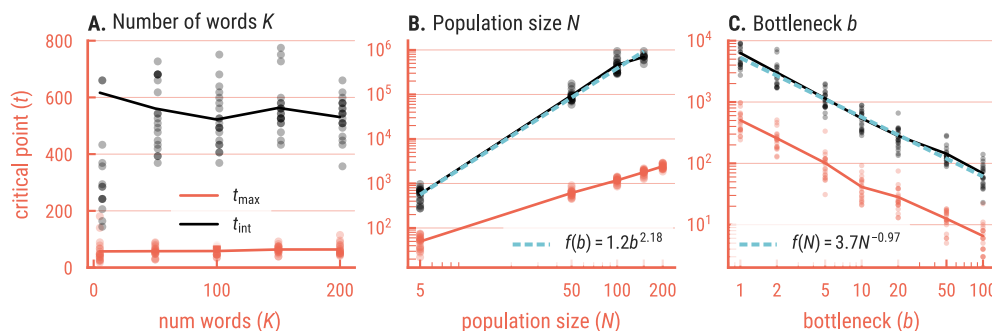 A. Number of words K
800
600
400
200
0
critical point (t)
t_max
t_int
0
100
200
num words (K)
B. Population size N
10^6
10^5
10^4
10^3
10^2
f(b) = 1.2b^2.18
5
50
100
200
population size (N)
C. Bottleneck b
10^4
10^3
10^2
10^1
f(N) = 3.7N^−0.97
1
2
5
10
20
50
100
bottleneck (b)